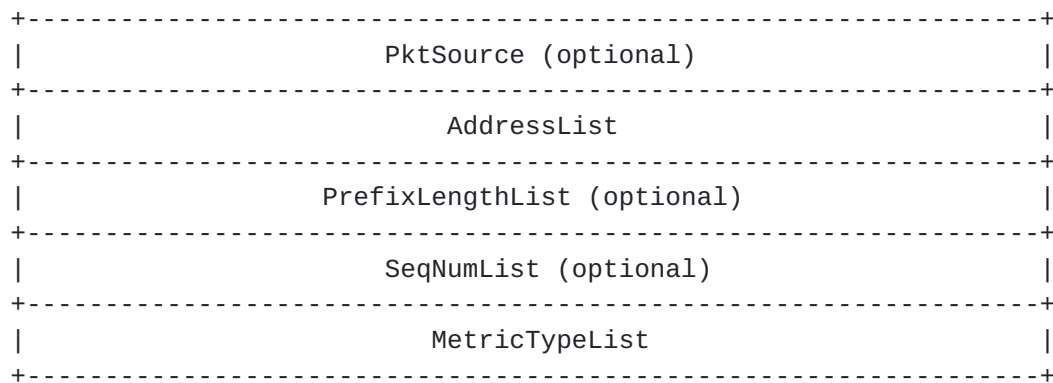 +-----------------------------------------------------------------+
|                       PktSource (optional)                      |
+-----------------------------------------------------------------+
|                           AddressList                           |
+-----------------------------------------------------------------+
|                   PrefixLengthList (optional)                   |
+-----------------------------------------------------------------+
|                       SeqNumList (optional)                     |
+-----------------------------------------------------------------+
|                          MetricTypeList                         |
+-----------------------------------------------------------------+